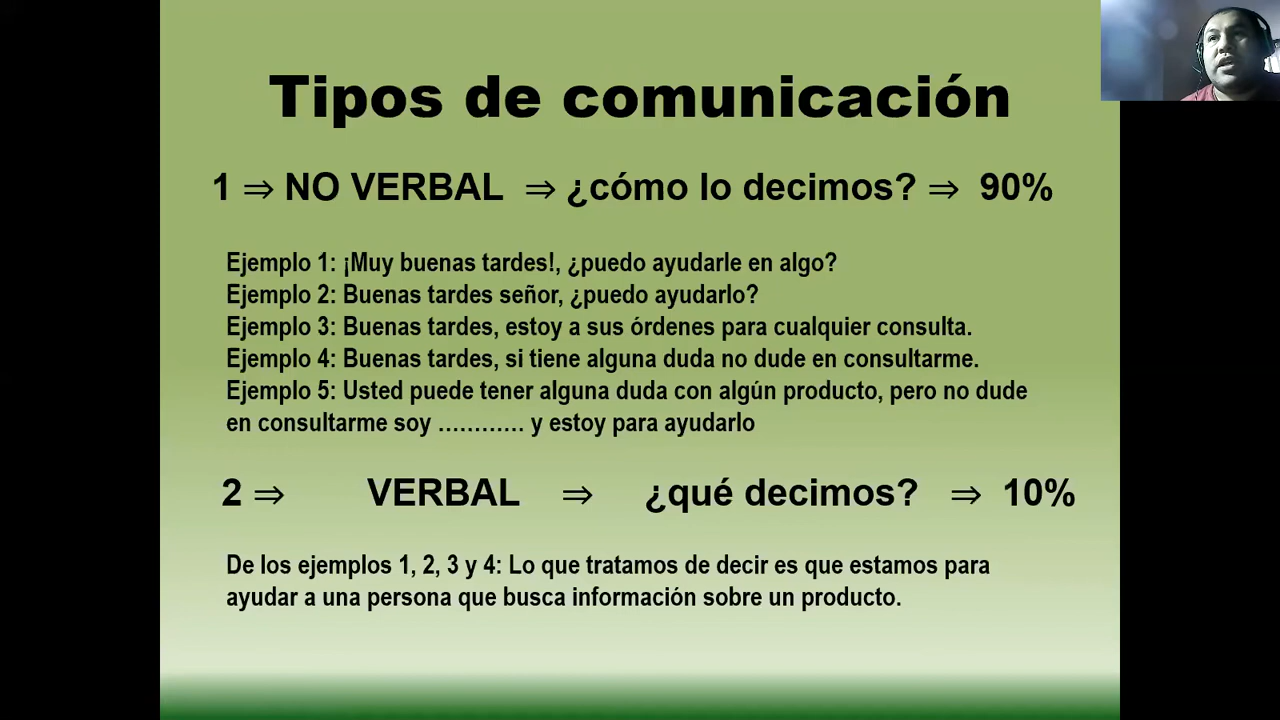 Tipos de comunicación
1 ⇒ NO VERBAL ⇒ ¿cómo lo decimos? ⇒ 90%
Ejemplo 1: ¡Muy buenas tardes!, ¿puedo ayudarle en algo?
Ejemplo 2: Buenas tardes señor, ¿puedo ayudarlo?
Ejemplo 3: Buenas tardes, estoy a sus órdenes para cualquier consulta.
Ejemplo 4: Buenas tardes, si tiene alguna duda no dude en consultarme.
Ejemplo 5: Usted puede tener alguna duda con algún producto, pero no dude
en consultarme soy ………… y estoy para ayudarlo
2 ⇒ VERBAL ⇒ ¿qué decimos? ⇒ 10%
De los ejemplos 1, 2, 3 y 4: Lo que tratamos de decir es que estamos para
ayudar a una persona que busca información sobre un producto.